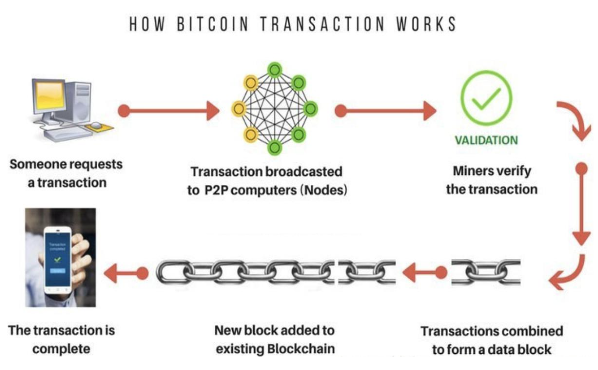 HOW BITCOIN TRANSACTION WORKS
Someone requests
a transaction
Transaction broadcasted
to P2P computers (Nodes)
VALIDATION
Miners verify
the transaction
Transaction
completed
The transaction is
complete
New block added to
existing Blockchain
Transactions combined
to form a data block